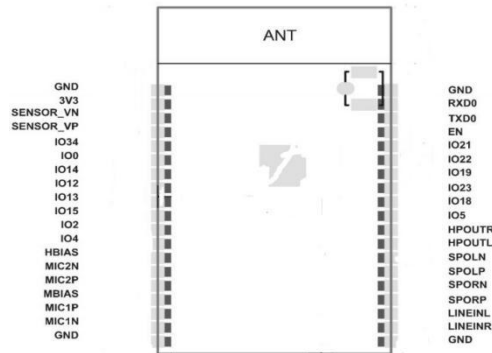 ANT
GND
3V3
SENSOR_VN
SENSOR_VP
IO34
IO0
IO14
IO12
IO13
IO15
IO2
IO4
HBIAS
MIC2N
MIC2P
MBIAS
MIC1P
MIC1N
GND
GND
RXD0
TXD0
EN
IO21
IO22
IO19
IO23
IO18
IO5
HPOUTR
HPOUTL
SPOLN
SPOLP
SPORN
SPORP
LINEINL
LINEINR
GND